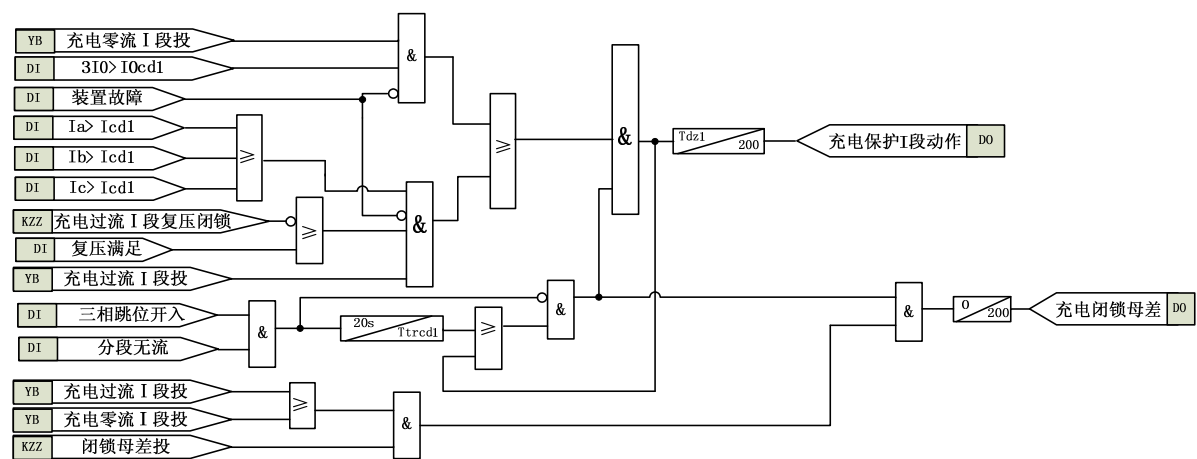 YB 充电零流Ⅰ段投
DI 3I0>I0cd1
DI 装置故障
DI Ia>Icd1
DI Ib>Icd1
DI Ic>Icd1
KZZ 充电过流Ⅰ段复压闭锁
DI 复压满足
YB 充电过流Ⅰ段投
DI 三相跳位开入
DI 分段无流
YB 充电过流Ⅰ段投
YB 充电零流Ⅰ段投
KZZ 闭锁母差投
&
≥
≥
&
≥
&
Tdz1
200
充电保护I段动作 DO
&
20s
Ttrcd1
≥
&
≥
&
&
0
200
充电闭锁母差 DO